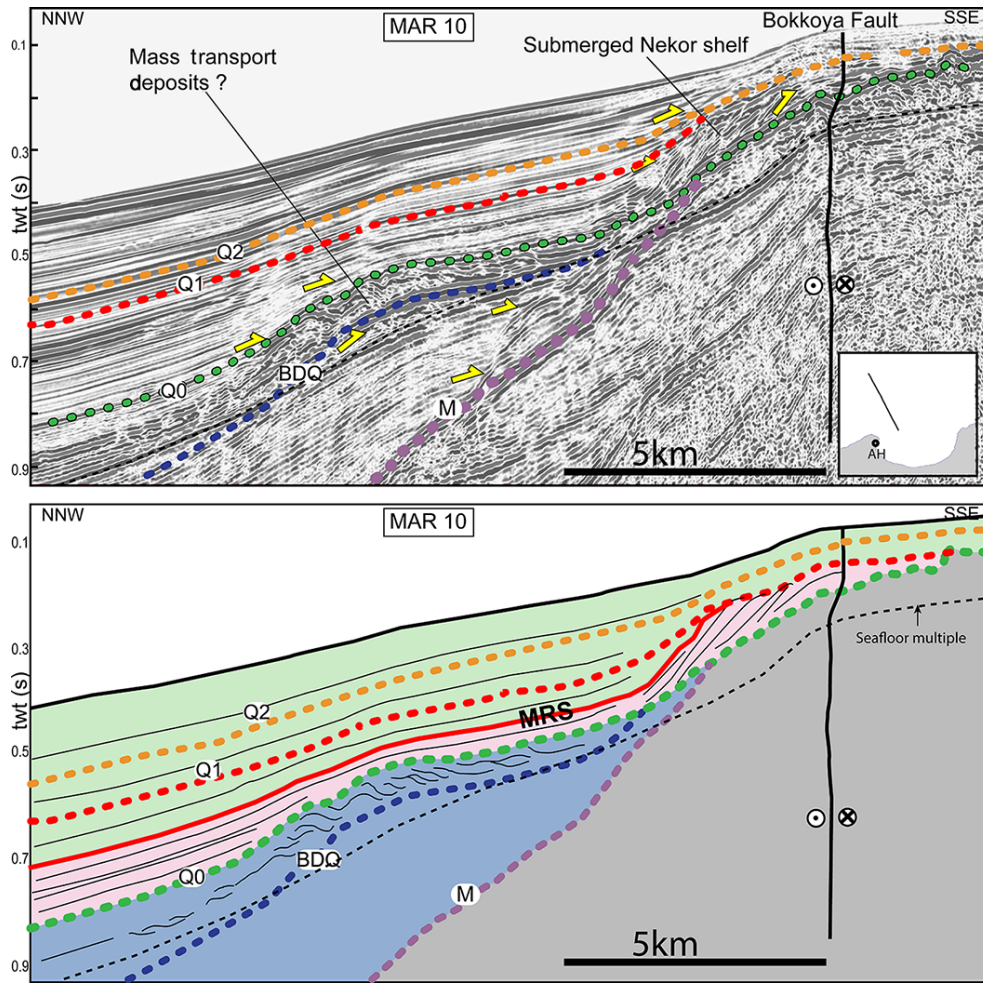 NNW
MAR 10
Bokkoya Fault
SSE
Mass transport
deposits ?
Submerged Nekor shelf
0.1
0.3
twt (s)
0.5
0.7
0.9
Q2
Q1
Q0
BDQ
M
5km
AH
NNW
MAR 10
SSE
0.1
0.3
twt (s)
0.5
0.7
0.9
Seafloor multiple
MRS
Q2
Q1
Q0
BDQ
M
5km